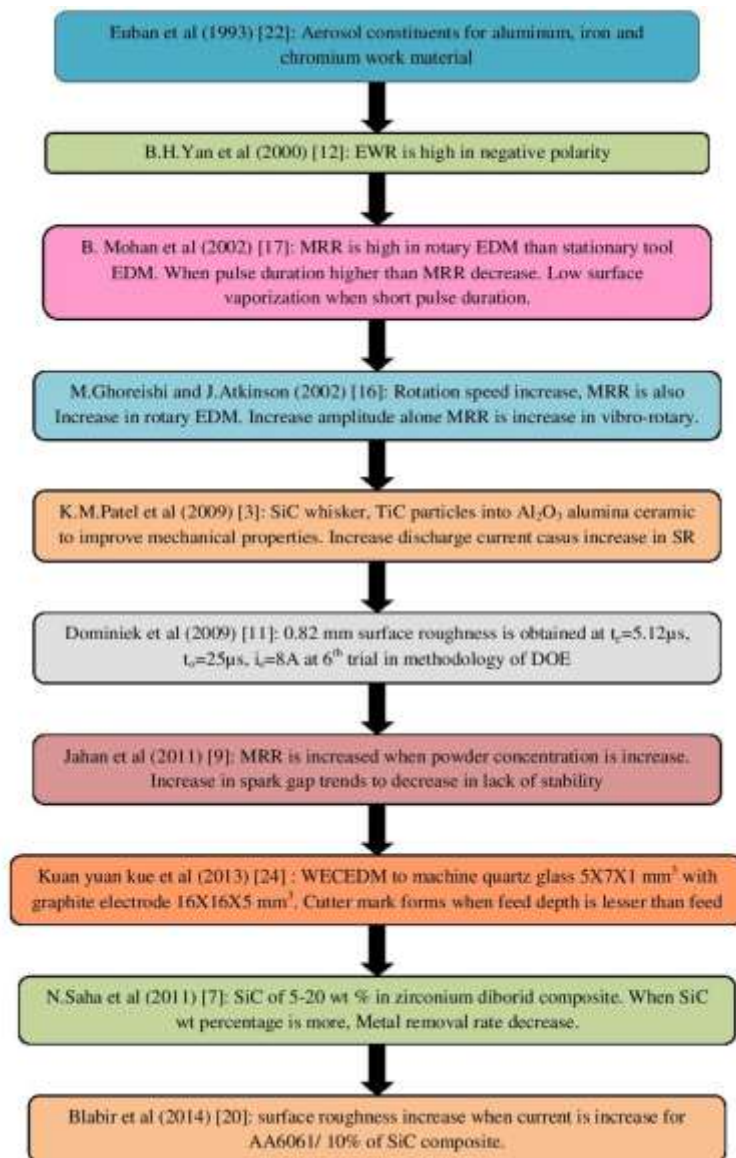 Euban et al (1993) [22]: Aerosol constituents for aluminum, iron and
chromium work material
B.H.Yan et al (2000) [12]: EWR is high in negative polarity
B. Mohan et al (2002) [17]: MRR is high in rotary EDM than stationary tool
EDM. When pulse duration higher than MRR decrease. Low surface
vaporization when short pulse duration.
M.Ghoreishi and J.Atkinson (2002) [16]: Rotation speed increase, MRR is also
Increase in rotary EDM. Increase amplitude alone MRR is increase in vibro-rotary.
K.M.Patel et al (2009) [3]: SiC whisker, TiC particles into Al₂O₃ alumina ceramic
to improve mechanical properties. Increase discharge current casus increase in SR
Dominiek et al (2009) [11]: 0.82 mm surface roughness is obtained at tₑ=5.12µs,
tₒ=25µs, iₑ=8A at 6ᵗʰ trial in methodology of DOE
Jahan et al (2011) [9]: MRR is increased when powder concentration is increase.
Increase in spark gap trends to decrease in lack of stability
Kuan yuan kue et al (2013) [24] : WECEDM to machine quartz glass 5X7X1 mm³ with
graphite electrode 16X16X5 mm³. Cutter mark forms when feed depth is lesser than feed
N.Saha et al (2011) [7]: SiC of 5-20 wt % in zirconium diborid composite. When SiC
wt percentage is more, Metal removal rate decrease.
Blabir et al (2014) [20]: surface roughness increase when current is increase for
AA6061/ 10% of SiC composite.